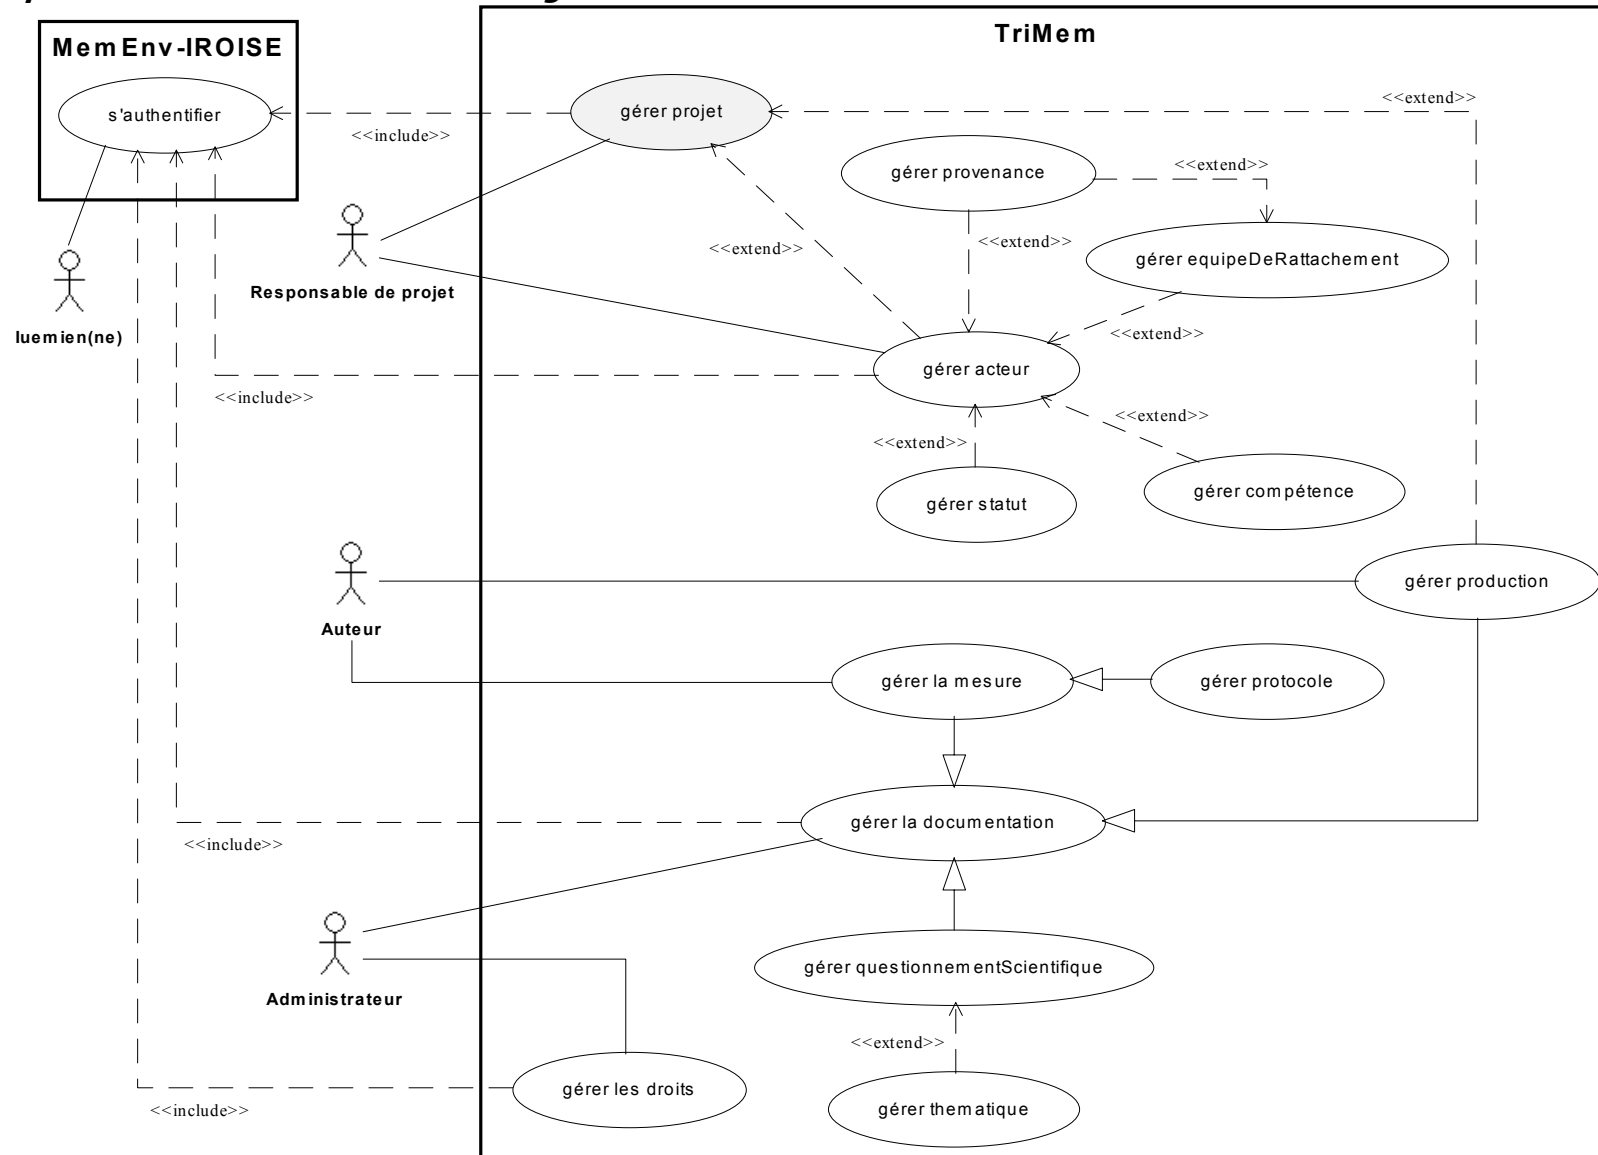 MemEnv-IROISE
TriMem
s'authentifier
gérer projet
<<extend>>
<<include>>
gérer provenance
<<extend>>
<<extend>>
<<extend>>
gérer equipeDeRattachement
Responsable de projet
Iuemien(ne)
<<extend>>
gérer acteur
<<include>>
<<extend>>
<<extend>>
gérer statut
gérer compétence
gérer production
Auteur
gérer la mesure
gérer protocole
gérer la documentation
<<include>>
gérer questionnementScientifique
Administrateur
<<extend>>
gérer les droits
<<include>>
gérer thematique